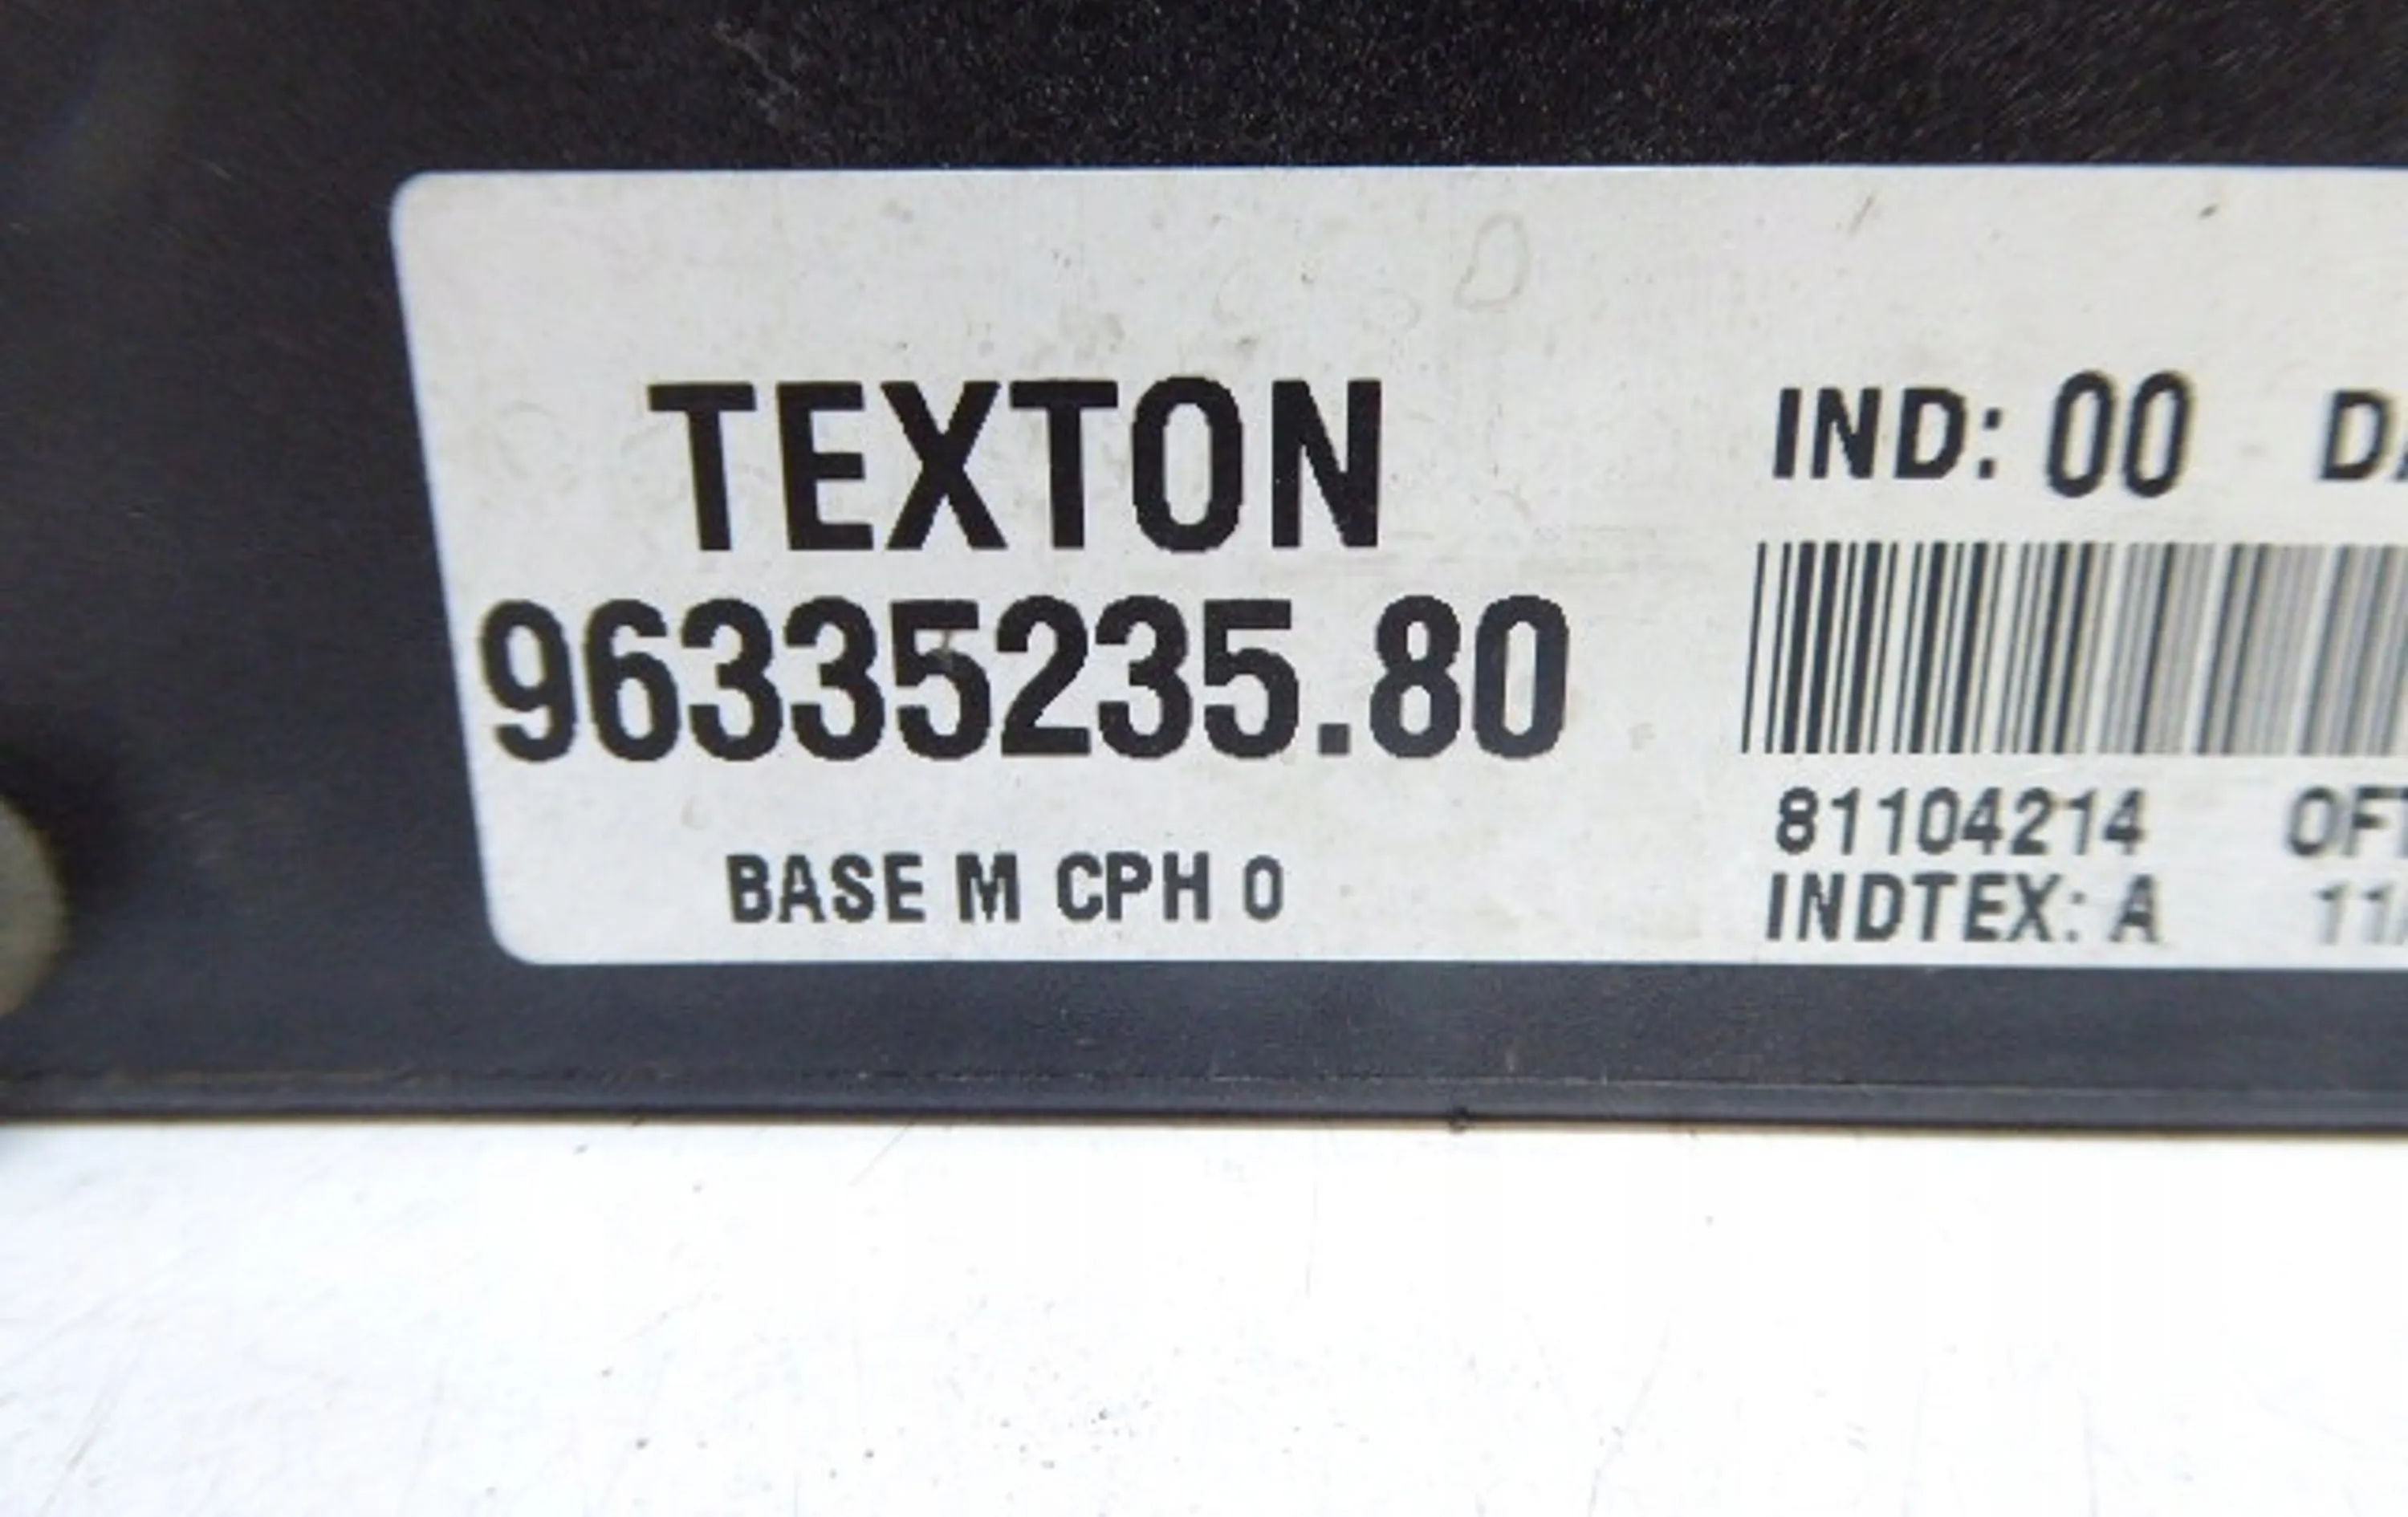 TEXTON
96335235.80
BASE M CPH 0
IND: 00
81104214
INDTEX: A